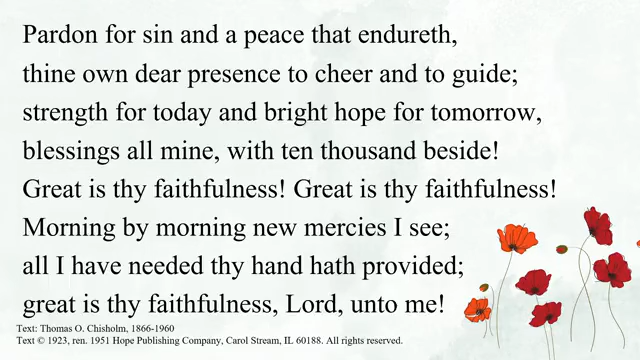 Pardon for sin and a peace that endureth,
thine own dear presence to cheer and to guide;
strength for today and bright hope for tomorrow,
blessings all mine, with ten thousand beside!
Great is thy faithfulness! Great is thy faithfulness!
Morning by morning new mercies I see;
all I have needed thy hand hath provided;
great is thy faithfulness, Lord, unto me!
Text: Thomas O. Chisholm, 1866-1960
Text © 1923, ren. 1951 Hope Publishing Company, Carol Stream, IL 60188. All rights reserved.